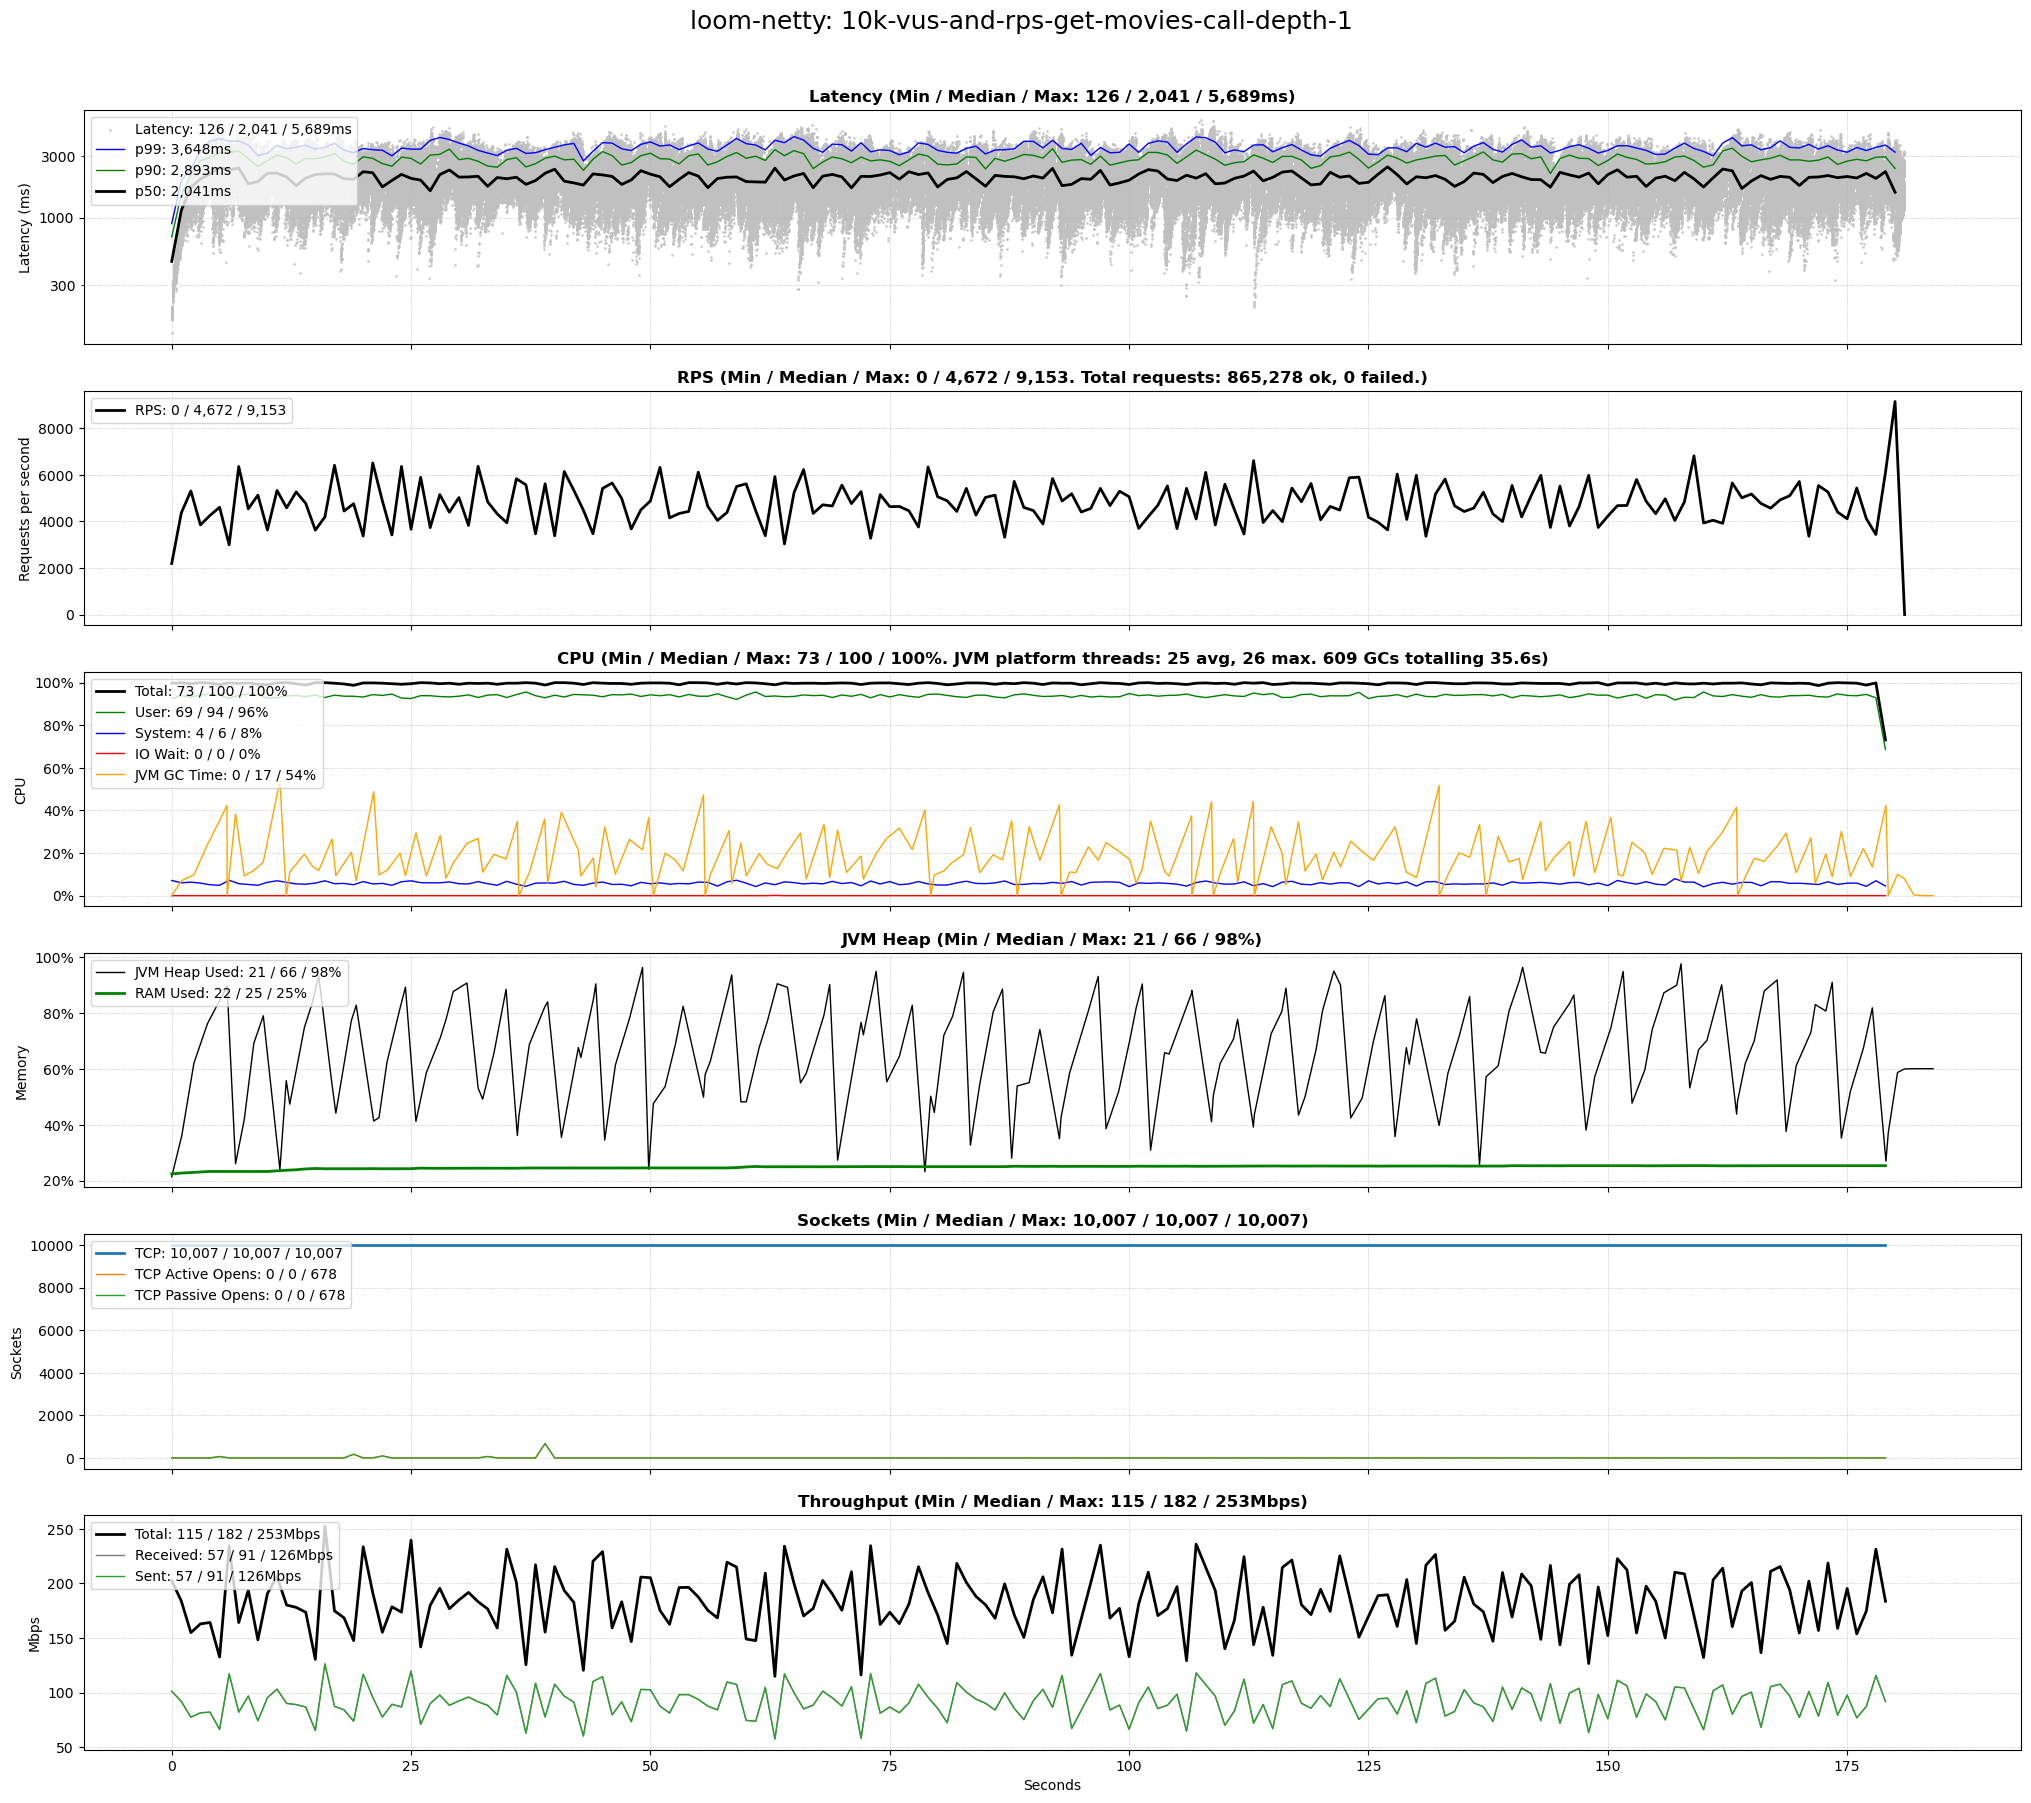 loom-netty: 10k-vus-and-rps-get-movies-call-depth-1
Latency (Min / Median / Max: 126 / 2,041 / 5,689ms)
Latency: 126 / 2,041 / 5,689ms
p99: 3,648ms
p90: 2,893ms
p50: 2,041ms
3000
1000
300
Latency (ms)
RPS (Min / Median / Max: 0 / 4,672 / 9,153. Total requests: 865,278 ok, 0 failed.)
RPS: 0 / 4,672 / 9,153
8000
6000
4000
2000
0
Requests per second
CPU (Min / Median / Max: 73 / 100 / 100%. JVM platform threads: 25 avg, 26 max. 609 GCs totalling 35.6s)
Total: 73 / 100 / 100%
User: 69 / 94 / 96%
System: 4 / 6 / 8%
IO Wait: 0 / 0 / 0%
JVM GC Time: 0 / 17 / 54%
100%
80%
60%
40%
20%
0%
CPU
JVM Heap (Min / Median / Max: 21 / 66 / 98%)
JVM Heap Used: 21 / 66 / 98%
RAM Used: 22 / 25 / 25%
100%
80%
60%
40%
20%
Memory
Sockets (Min / Median / Max: 10,007 / 10,007 / 10,007)
TCP: 10,007 / 10,007 / 10,007
TCP Active Opens: 0 / 0 / 678
TCP Passive Opens: 0 / 0 / 678
10000
8000
6000
4000
2000
0
Sockets
Throughput (Min / Median / Max: 115 / 182 / 253Mbps)
Total: 115 / 182 / 253Mbps
Received: 57 / 91 / 126Mbps
Sent: 57 / 91 / 126Mbps
250
200
150
100
50
Mbps
0 25 50 75 100 125 150 175
Seconds